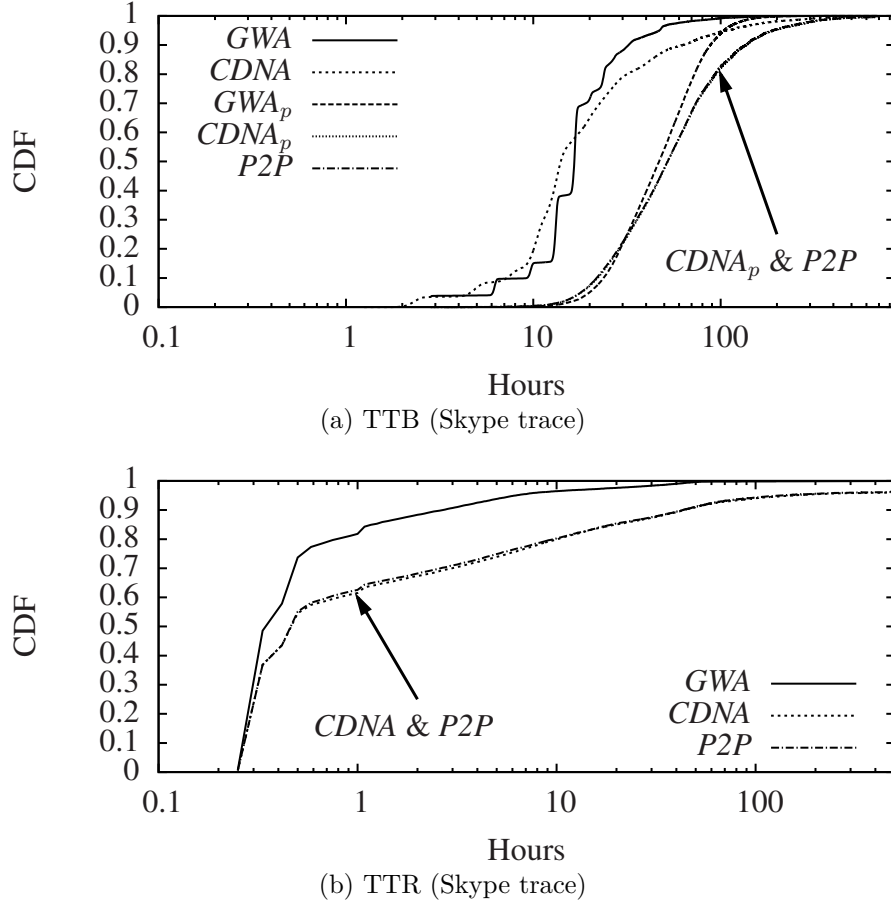 1
0.9
0.8
0.7
0.6
0.5
0.4
0.3
0.2
0.1
0
CDF
GWA
CDNA
GWAp
CDNAp
P2P
CDNAp & P2P
0.1 1 10 100
Hours
(a) TTB (Skype trace)
1
0.9
0.8
0.7
0.6
0.5
0.4
0.3
0.2
0.1
0
CDF
CDNA & P2P
GWA
CDNA
P2P
0.1 1 10 100
Hours
(b) TTR (Skype trace)